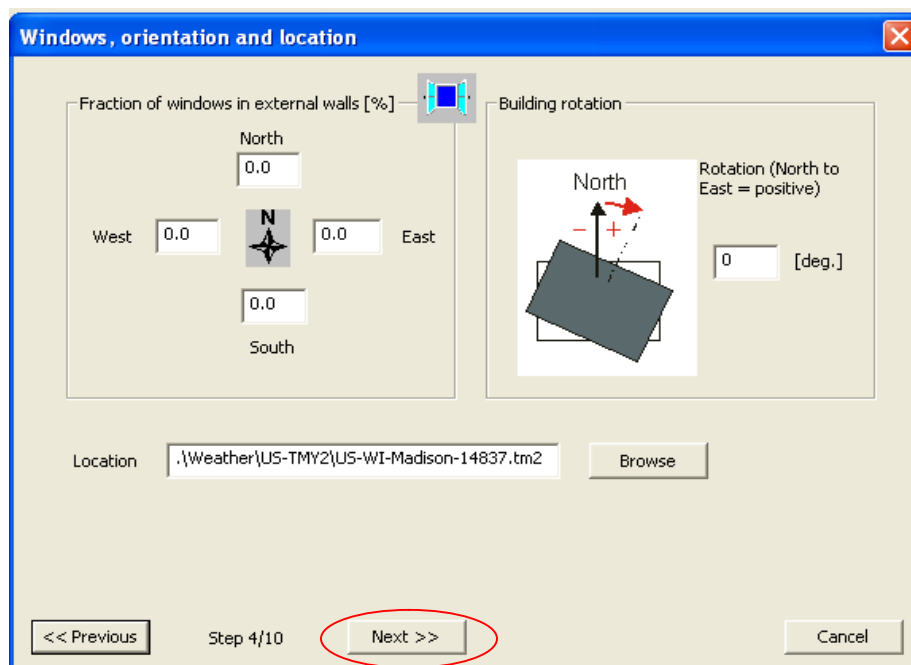 Windows, orientation and location
Fraction of windows in external walls [%]
North
0.0
West
0.0
N
0.0
East
0.0
South
Building rotation
North
- +
Rotation (North to
East = positive)
0
[deg.]
Location
.\Weather\US-TMY2\US-WI-Madison-14837.tm2
Browse
<< Previous
Step 4/10
Next >>
Cancel